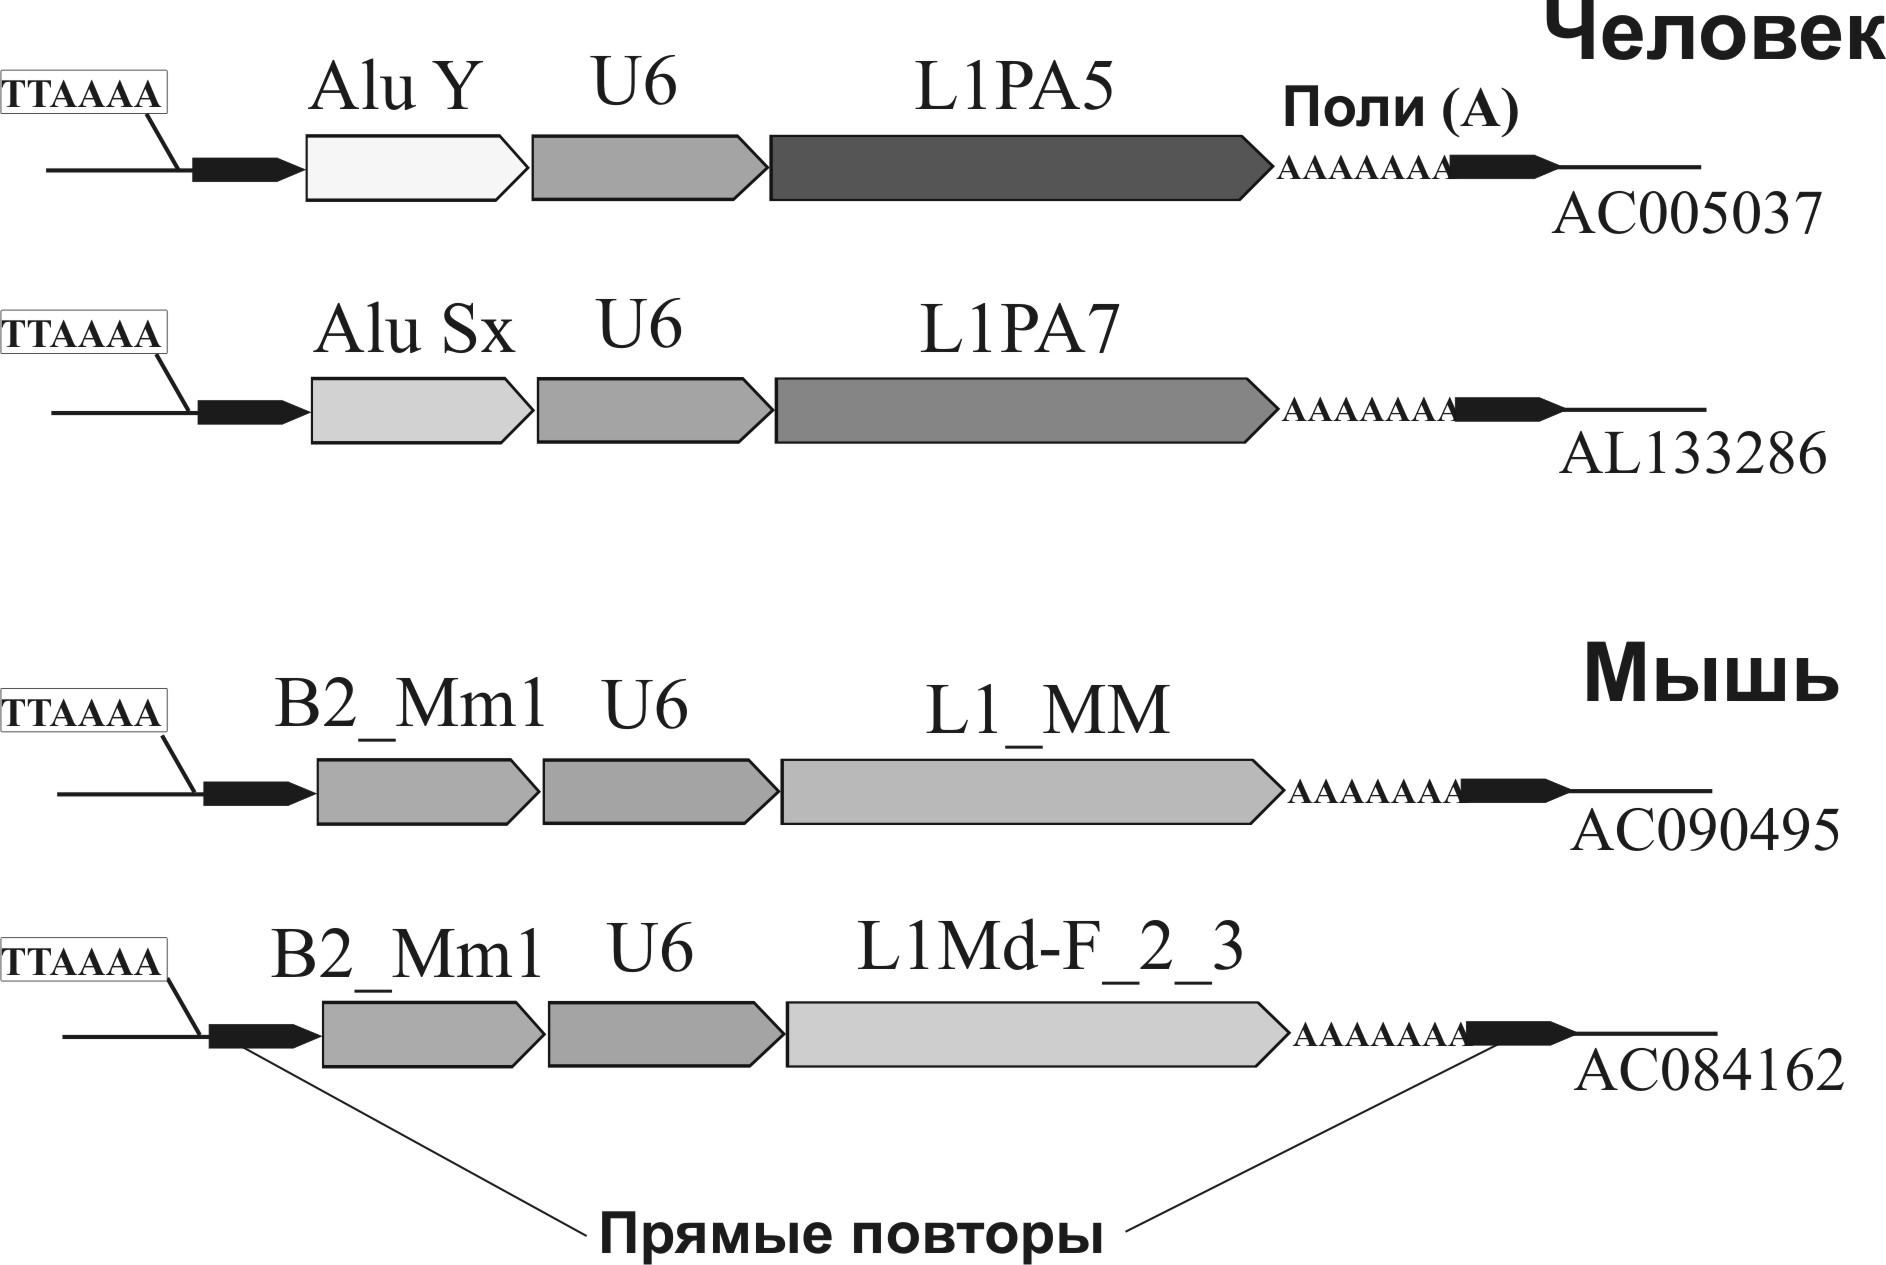 Человек
TTAAAA Alu Y U6 L1PA5 Поли (A)
AAAAAAA
AC005037
TTAAAA Alu Sx U6 L1PA7
AAAAAAA
AL133286
Мышь
TTAAAA B2_Mm1 U6 L1_MM
AAAAAAA
AC090495
TTAAAA B2_Mm1 U6 L1Md-F_2_3
AAAAAAA
AC084162
Прямые повторы